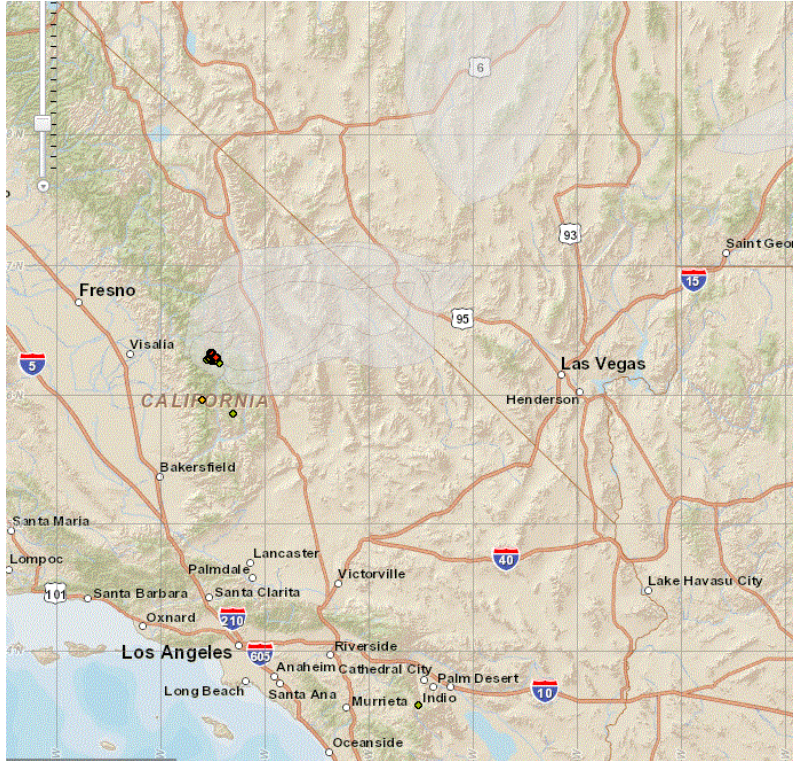 6
93
Saint Geor
15
Fresno
95
Visalia
5
Las Vegas
CALIFORNIA
Henderson
Bakersfield
Santa Maria
Lancaster
40
Lompoc
Palmdale
Victorville
Lake Havasu City
101
Santa Barbara
Santa Clarita
Oxnard
210
Los Angeles
605
Riverside
Anaheim
Cathedral City
Long Beach
Santa Ana
Palm Desert
10
Indio
Murrieta
Oceanside